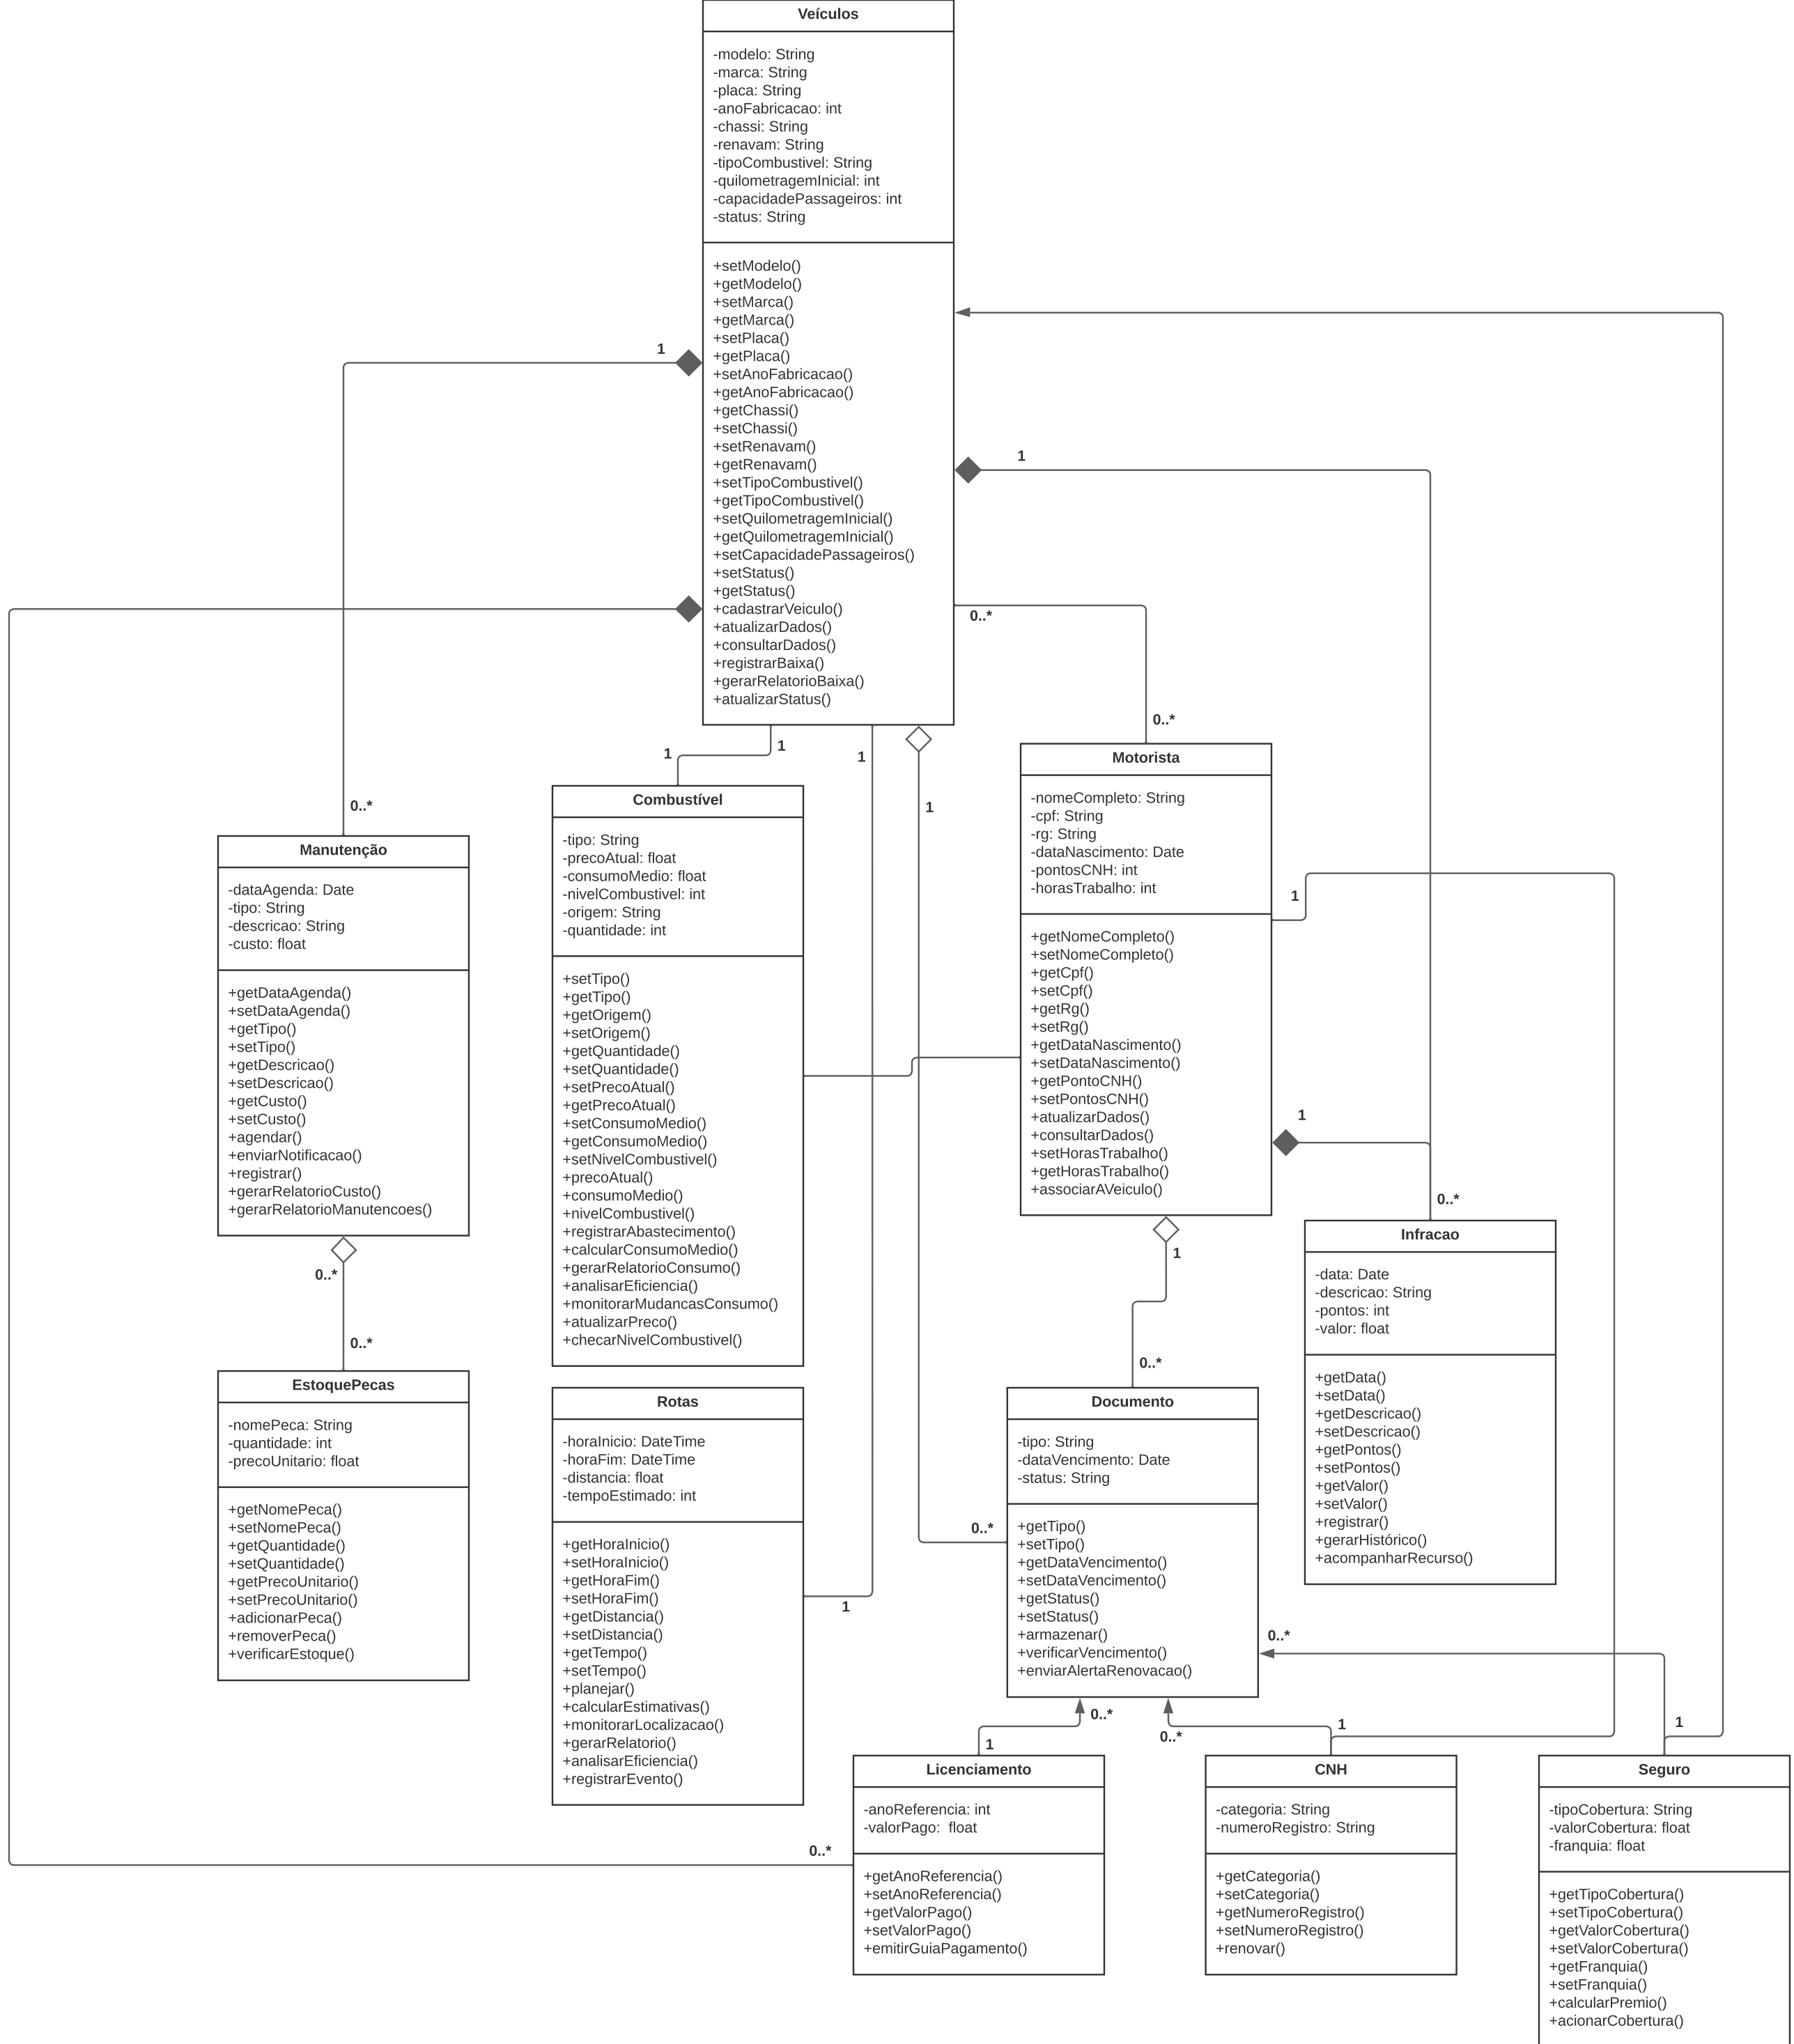 Veículos
-modelo: String
-marca: String
-placa: String
-anoFabricacao: int
-chassi: String
-renavam: String
-tipoCombustivel: String
-quilometragemInicial: int
-capacidadePassageiros: int
-status: String
+setModelo()
+getModelo()
+setMarca()
+getMarca()
+setPlaca()
+getPlaca()
+setAnoFabricacao()
+getAnoFabricacao()
+getChassi()
+setChassi()
+setRenavam()
+getRenavam()
+setTipoCombustivel()
+getTipoCombustivel()
+setQuilometragemInicial()
+getQuilometragemInicial()
+setCapacidadePassageiros()
+setStatus()
+getStatus()
+cadastrarVeiculo()
+atualizarDados()
+consultarDados()
+registrarBaixa()
+gerarRelatorioBaixa()
+atualizarStatus()
1
1
0..*
0..*
1
1
1
1
0..*
Manutenção
-dataAgenda: Date
-tipo: String
-descricao: String
-custo: float
+getDataAgenda()
+setDataAgenda()
+getTipo()
+setTipo()
+getDescricao()
+setDescricao()
+getCusto()
+setCusto()
+agendar()
+enviarNotificacao()
+registrar()
+gerarRelatorioCusto()
+gerarRelatorioManutencoes()
0..*
0..*
EstoquePecas
-nomePeca: String
-quantidade: int
-precoUnitario: float
+getNomePeca()
+setNomePeca()
+getQuantidade()
+setQuantidade()
+getPrecoUnitario()
+setPrecoUnitario()
+adicionarPeca()
+removerPeca()
+verificarEstoque()
Combustível
-tipo: String
-precoAtual: float
-consumoMedio: float
-nivelCombustivel: int
-origem: String
-quantidade: int
+setTipo()
+getTipo()
+getOrigem()
+setOrigem()
+getQuantidade()
+setQuantidade()
+setPrecoAtual()
+getPrecoAtual()
+setConsumoMedio()
+getConsumoMedio()
+setNivelCombustivel()
+precoAtual()
+consumoMedio()
+nivelCombustivel()
+registrarAbastecimento()
+calcularConsumoMedio()
+gerarRelatorioConsumo()
+analisarEficiencia()
+monitorarMudancasConsumo()
+atualizarPreco()
+checarNivelCombustivel()
Rotas
-horaInicio: DateTime
-horaFim: DateTime
-distancia: float
-tempoEstimado: int
+getHoraInicio()
+setHoraInicio()
+getHoraFim()
+setHoraFim()
+getDistancia()
+setDistancia()
+getTempo()
+setTempo()
+planejar()
+calcularEstimativas()
+monitorarLocalizacao()
+gerarRelatorio()
+analisarEficiencia()
+registrarEvento()
1
Motorista
-nomeCompleto: String
-cpf: String
-rg: String
-dataNascimento: Date
-pontosCNH: int
-horasTrabalho: int
+getNomeCompleto()
+setNomeCompleto()
+getCpf()
+setCpf()
+getRg()
+setRg()
+getDataNascimento()
+setDataNascimento()
+getPontoCNH()
+setPontosCNH()
+atualizarDados()
+consultarDados()
+setHorasTrabalho()
+getHorasTrabalho()
+associarAVeiculo()
1
1
0..*
1
0..*
0..*
Infracao
-data: Date
-descricao: String
-pontos: int
-valor: float
+getData()
+setData()
+getDescricao()
+setDescricao()
+getPontos()
+setPontos()
+getValor()
+setValor()
+registrar()
+gerarHistórico()
+acompanharRecurso()
Documento
-tipo: String
-dataVencimento: Date
-status: String
+getTipo()
+setTipo()
+getDataVencimento()
+setDataVencimento()
+getStatus()
+setStatus()
+armazenar()
+verificarVencimento()
+enviarAlertaRenovacao()
0..*
0..*
0..*
1
1
1
0..*
Licenciamento
-anoReferencia: int
-valorPago:  float
+getAnoReferencia()
+setAnoReferencia()
+getValorPago()
+setValorPago()
+emitirGuiaPagamento()
CNH
-categoria: String
-numeroRegistro: String
+getCategoria()
+setCategoria()
+getNumeroRegistro()
+setNumeroRegistro()
+renovar()
Seguro
-tipoCobertura: String
-valorCobertura: float
-franquia: float
+getTipoCobertura()
+setTipoCobertura()
+getValorCobertura()
+setValorCobertura()
+getFranquia()
+setFranquia()
+calcularPremio()
+acionarCobertura()